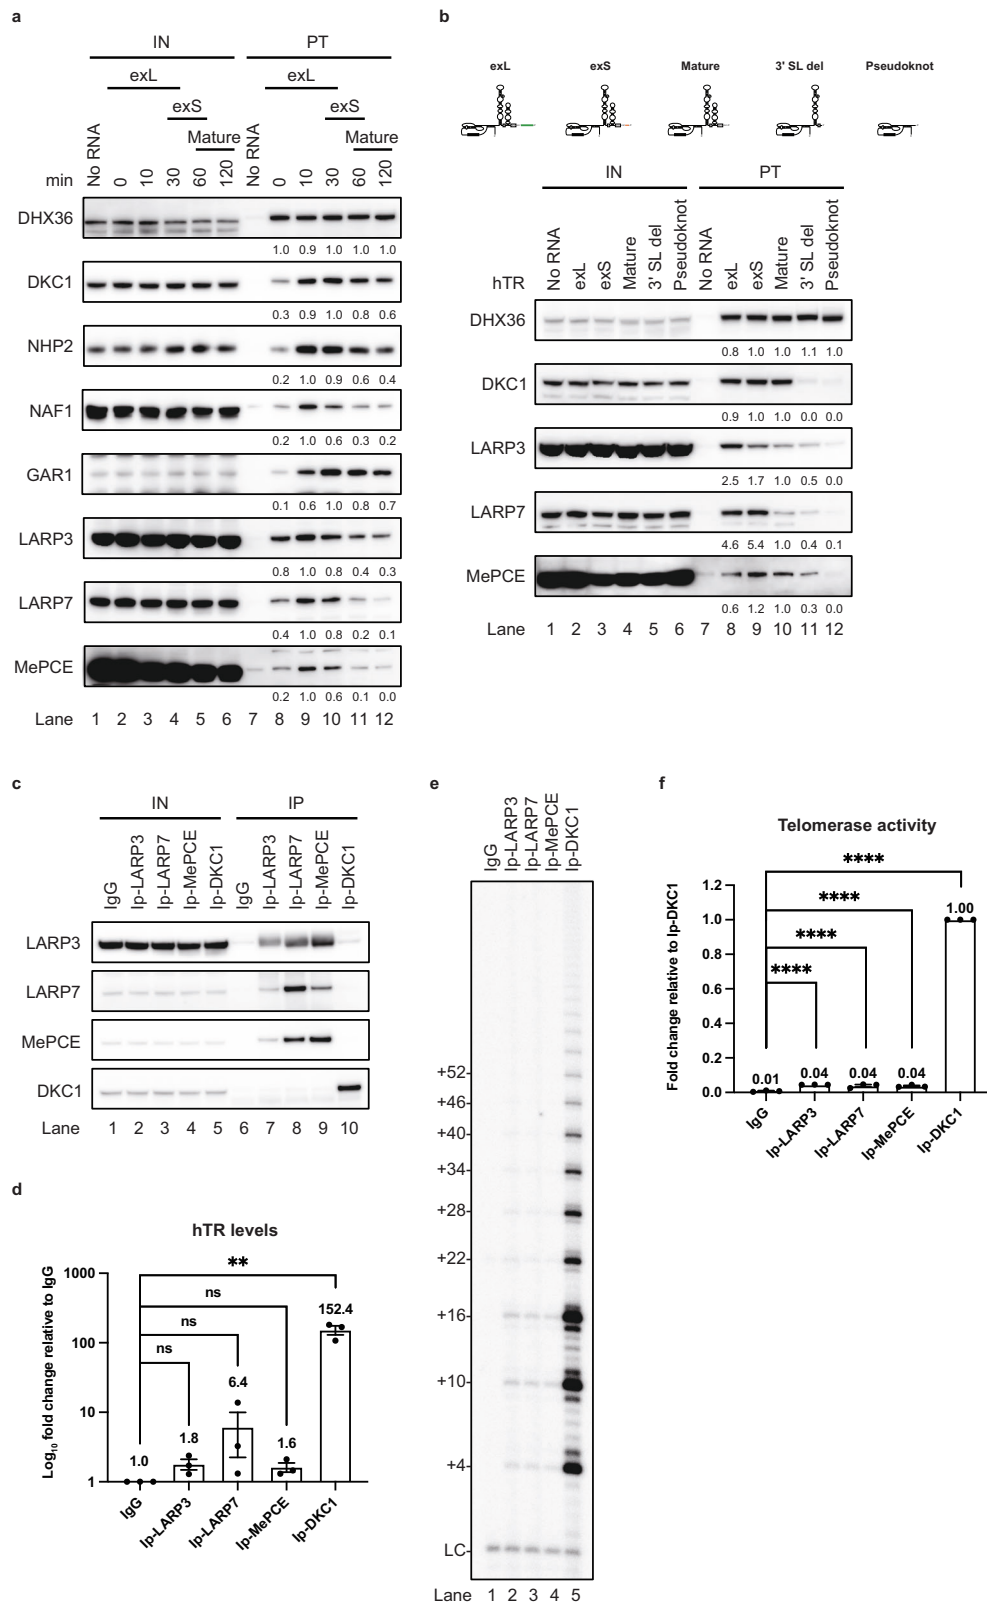 a
IN PT
exL exL
exS exS
Mature Mature
min No RNA 0 10 30 60 120 No RNA 0 10 30 60 120
DHX36
1.0 0.9 1.0 1.0 1.0
DKC1
0.3 0.9 1.0 0.8 0.6
NHP2
0.2 1.0 0.9 0.6 0.4
NAF1
0.2 1.0 0.6 0.3 0.2
GAR1
0.1 0.6 1.0 0.8 0.7
LARP3
0.8 1.0 0.8 0.4 0.3
LARP7
0.4 1.0 0.8 0.2 0.1
MePCE
0.2 1.0 0.6 0.1 0.0
Lane 1 2 3 4 5 6 7 8 9 10 11 12
b
exL exS Mature 3' SL del Pseudoknot
IN PT
hTR No RNA exL exS Mature 3' SL del Pseudoknot No RNA exL exS Mature 3' SL del Pseudoknot
DHX36
0.8 1.0 1.0 1.1 1.0
DKC1
0.9 1.0 1.0 0.0 0.0
LARP3
2.5 1.7 1.0 0.5 0.0
LARP7
4.6 5.4 1.0 0.4 0.1
MePCE
0.6 1.2 1.0 0.3 0.0
Lane 1 2 3 4 5 6 7 8 9 10 11 12
c
IN IP
IgG Ip-LARP3 Ip-LARP7 Ip-MePCE Ip-DKC1 IgG Ip-LARP3 Ip-LARP7 Ip-MePCE Ip-DKC1
LARP3
LARP7
MePCE
DKC1
Lane 1 2 3 4 5 6 7 8 9 10
d
hTR levels
Log10 fold change relative to IgG
1000
100
10
1
**
ns
ns
ns
1.0 1.8 6.4 1.6 152.4
IgG Ip-LARP3 Ip-LARP7 Ip-MePCE Ip-DKC1
e
IgG Ip-LARP3 Ip-LARP7 Ip-MePCE Ip-DKC1
+52
+46
+40
+34
+28
+22
+16
+10
+4
LC
Lane 1 2 3 4 5
f
Telomerase activity
Fold change relative to Ip-DKC1
1.2
1.0
0.8
0.6
0.4
0.2
0.0
****
****
****
****
0.01 0.04 0.04 0.04 1.00
IgG Ip-LARP3 Ip-LARP7 Ip-MePCE Ip-DKC1